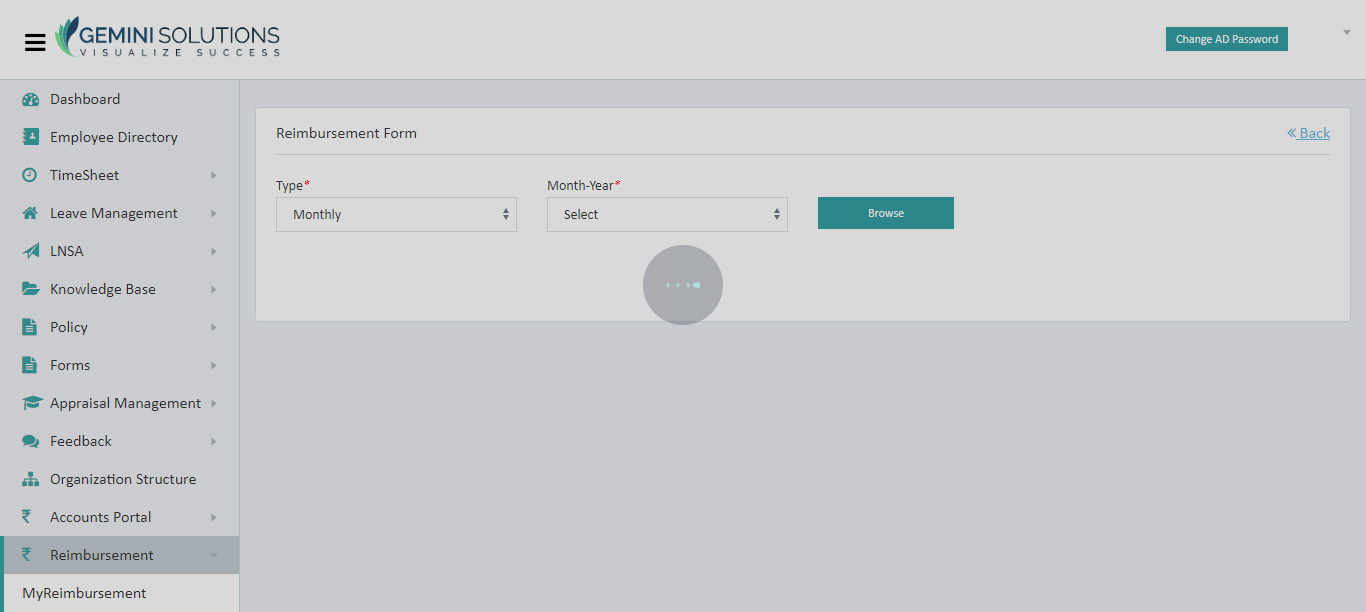 GEMINI SOLUTIONS
VISUALIZE SUCCESS
Change AD Password
Dashboard
Employee Directory
TimeSheet
Leave Management
LNSA
Knowledge Base
Policy
Forms
Appraisal Management
Feedback
Organization Structure
Accounts Portal
Reimbursement
MyReimbursement
Reimbursement Form
« Back
Type* Month-Year*
Monthly Select Browse